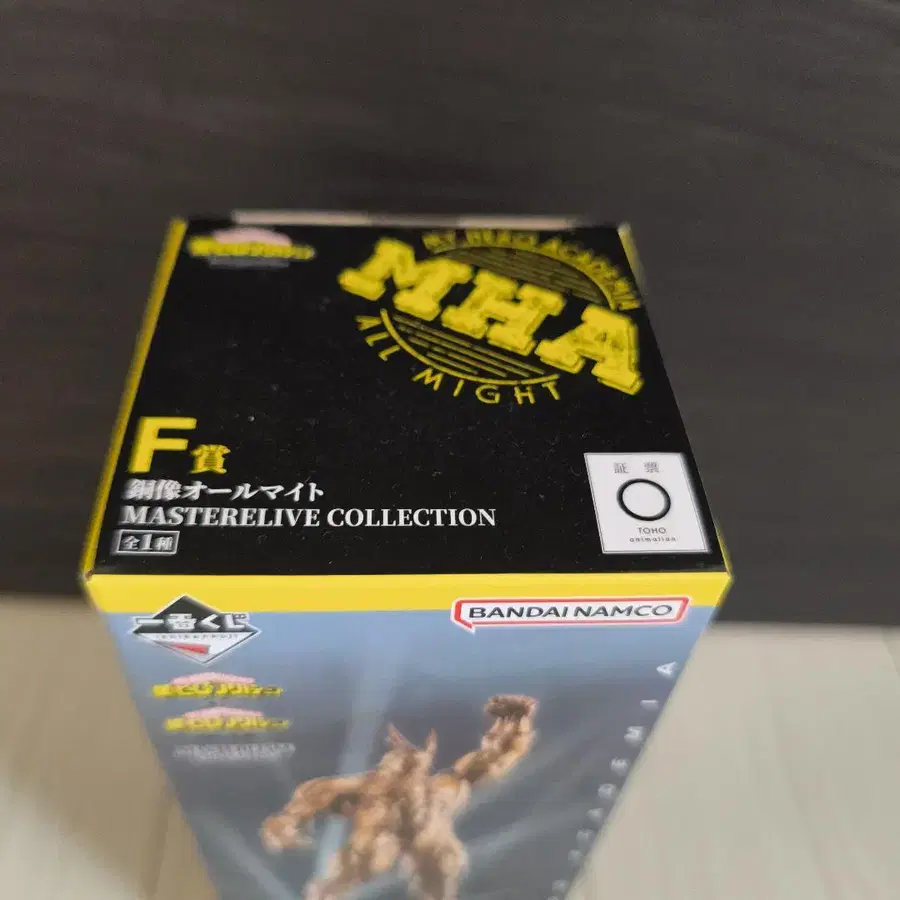 MY HERO ACADEMIA
MHA
ALL MIGHT
F賞
銅像オールマイト
MASTERELIVE COLLECTION
全1種
証票
TOHO
animation
一番くじ
BANDAI NAMCO